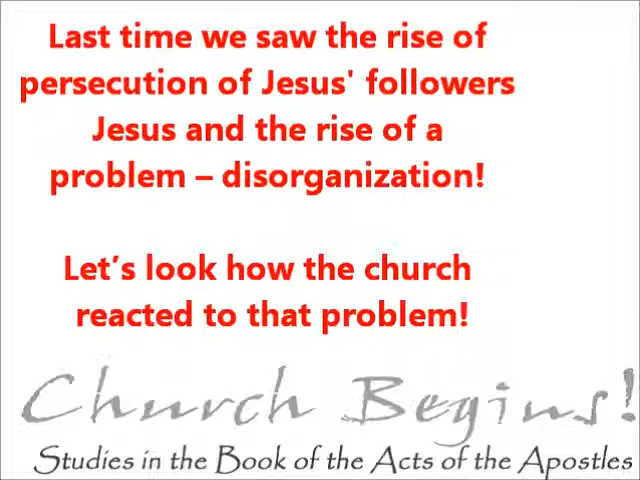 Last time we saw the rise of
persecution of Jesus' followers
Jesus and the rise of a
problem – disorganization!
Let’s look how the church
reacted to that problem!
Church Begins!
Studies in the Book of the Acts of the Apostles